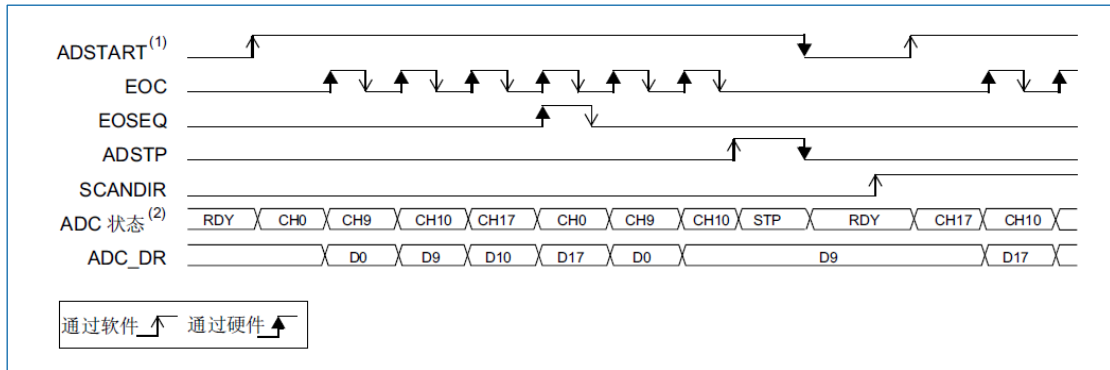 ADSTART(1)
EOC
EOSEQ
ADSTP
SCANDIR
ADC 状态(2) RDY CH0 CH9 CH10 CH17 CH0 CH9 CH10 STP RDY CH17 CH10
ADC_DR D0 D9 D10 D17 D0 D9 D17
通过软件 通过硬件